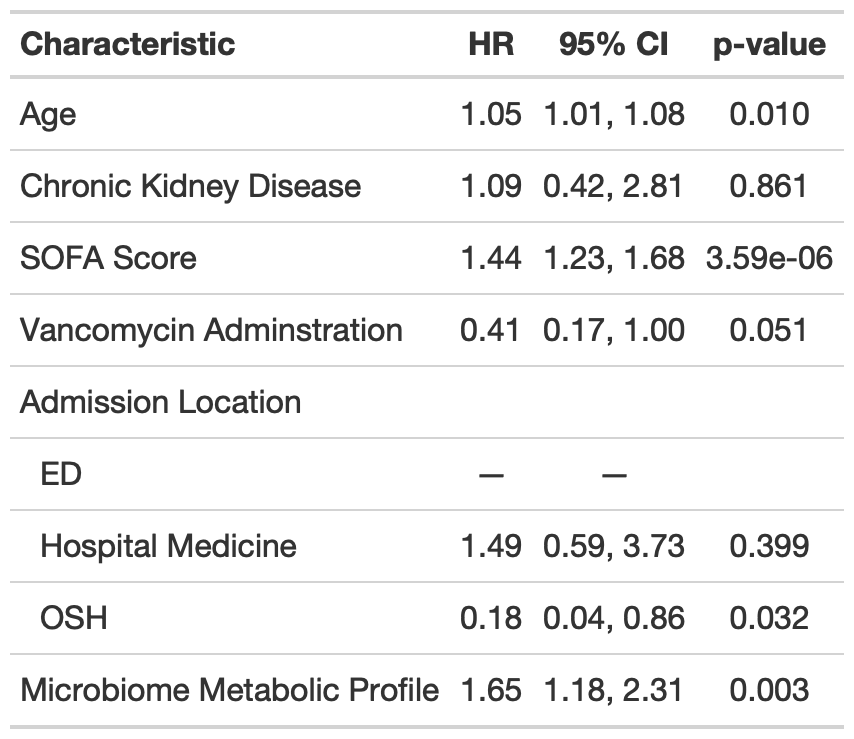 Characteristic HR 95% CI p-value
Age 1.05 1.01, 1.08 0.010
Chronic Kidney Disease 1.09 0.42, 2.81 0.861
SOFA Score 1.44 1.23, 1.68 3.59e-06
Vancomycin Adminstration 0.41 0.17, 1.00 0.051
Admission Location
ED — —
Hospital Medicine 1.49 0.59, 3.73 0.399
OSH 0.18 0.04, 0.86 0.032
Microbiome Metabolic Profile 1.65 1.18, 2.31 0.003